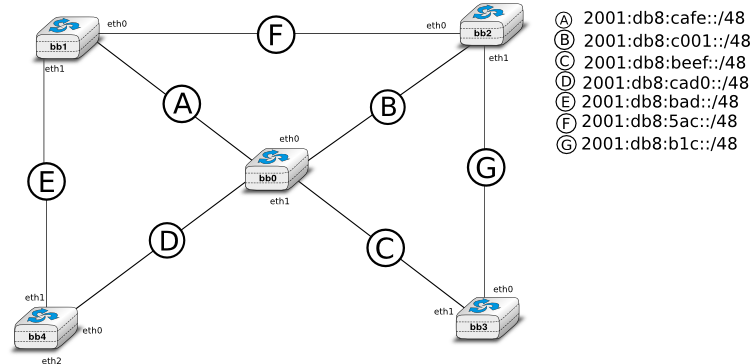 eth0
bb1
eth1
F
eth0
bb2
eth1
A
B
eth0
bb0
eth1
E
G
D
C
eth1
bb4
eth0
eth2
eth0
eth1
bb3
A 2001:db8:cafe::/48
B 2001:db8:c001::/48
C 2001:db8:beef::/48
D 2001:db8:cad0::/48
E 2001:db8:bad::/48
F 2001:db8:5ac::/48
G 2001:db8:b1c::/48